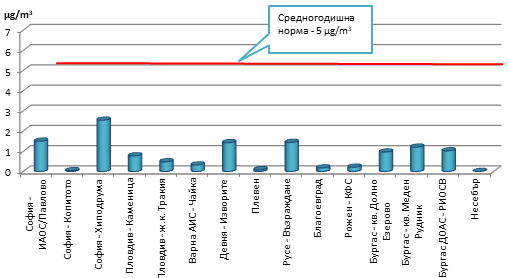 µg/m³
Средногодишна
норма - 5 µg/m³
7
6
5
4
3
2
1
0
София -
ИАОС/Павлово
София - Копитото
София - Хиподрума
Пловдив - Каменица
Пловдив - ж.к. Тракия
Варна АИС - Чайка
Девня - Изворите
Плевен
Русе - Възраждане
Благоевград
Рожен - КФС
Бургас - кв. Долно
Езерово
Бургас - кв. Меден
Рудник
Бургас ДОАС - РИОСВ
Несебър